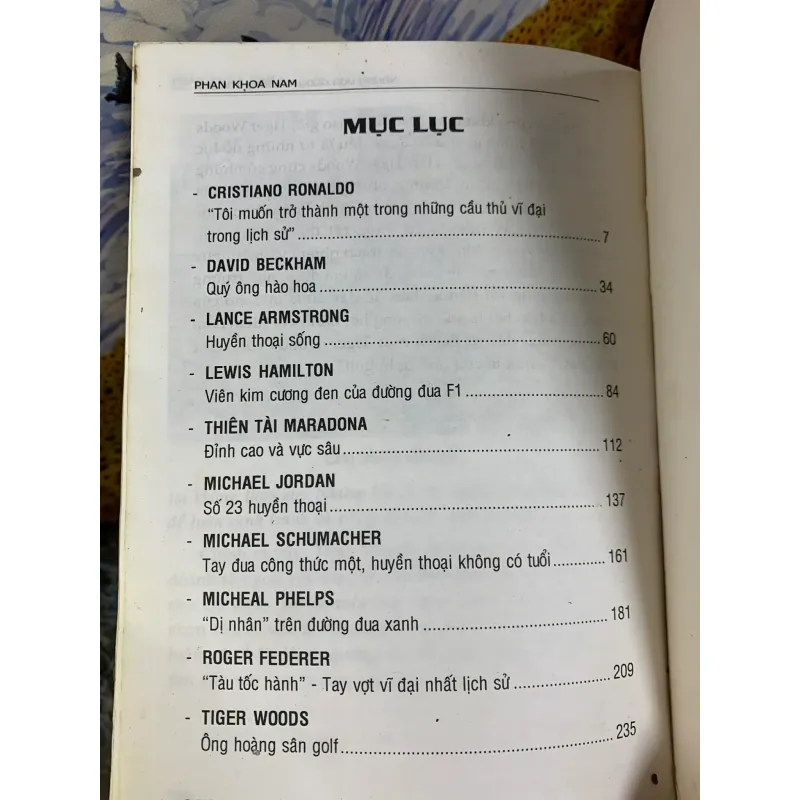 PHAN KHOA NAM
MỤC LỤC
- CRISTIANO RONALDO
“Tôi muốn trở thành một trong những cầu thủ vĩ đại
trong lịch sử”........................................................................7
- DAVID BECKHAM
Quý ông hào hoa................................................................34
- LANCE ARMSTRONG
Huyền thoại sống................................................................60
- LEWIS HAMILTON
Viên kim cương đen của đường đua F1................................84
- THIÊN TÀI MARADONA
Đỉnh cao và vực sâu............................................................112
- MICHAEL JORDAN
Số 23 huyền thoại................................................................137
- MICHAEL SCHUMACHER
Tay đua công thức một, huyền thoại không có tuổi.............161
- MICHEAL PHELPS
“Dị nhân” trên đường đua xanh..........................................181
- ROGER FEDERER
“Tàu tốc hành” - Tay vợt vĩ đại nhất lịch sử........................209
- TIGER WOODS
Ông hoàng sân golf..............................................................235